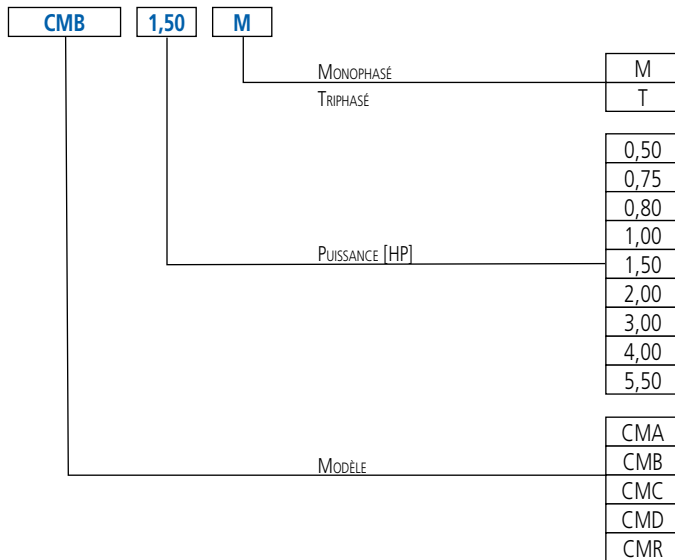 CMB 1,50 M
Monophasé M
Triphasé T
0,50
0,75
0,80
1,00
Puissance [HP] 1,50
2,00
3,00
4,00
5,50
CMA
Modèle CMB
CMC
CMD
CMR